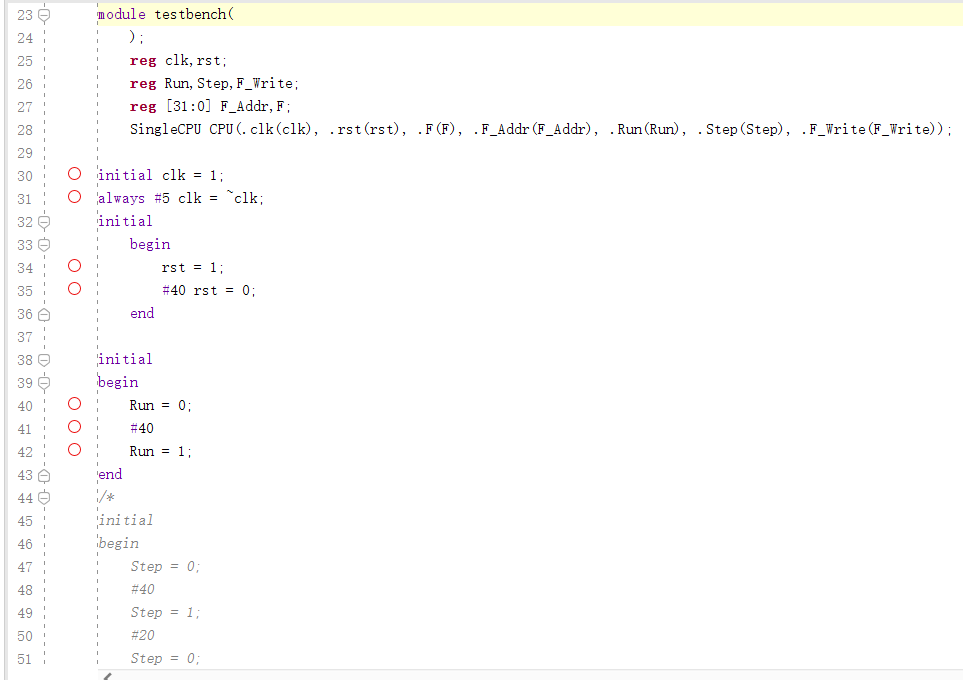 23 module testbench(
24 );
25 reg clk,rst;
26 reg Run,Step,F_Write;
27 reg [31:0] F_Addr,F;
28 SingleCPU CPU(.clk(clk), .rst(rst), .F(F), .F_Addr(F_Addr), .Run(Run), .Step(Step), .F_Write(F_Write));
29
30 initial clk = 1;
31 always #5 clk = ~clk;
32 initial
33 begin
34 rst = 1;
35 #40 rst = 0;
36 end
37
38 initial
39 begin
40 Run = 0;
41 #40
42 Run = 1;
43 end
44 /*
45 initial
46 begin
47 Step = 0;
48 #40
49 Step = 1;
50 #20
51 Step = 0;